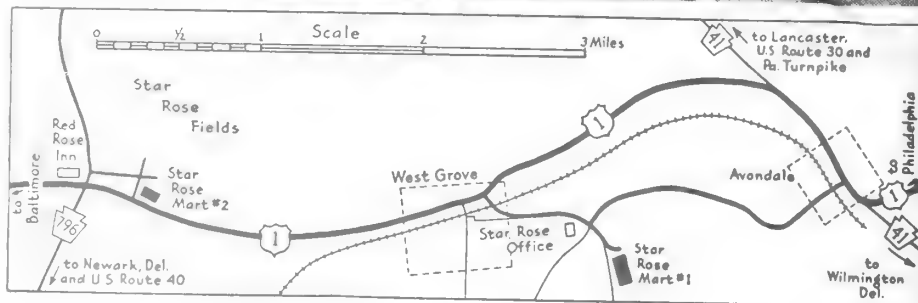 Scale
0 ½ 1 2 3 Miles
41
to Lancaster,
U.S Route 30 and
Pa. Turnpike
Star
Rose
Fields
Red
Rose
Inn
to
Baltimore
Star
Rose
Mart #2
796
to Newark, Del.
and U S Route 40
1
West Grove
1
Star Rose
Office
Star
Rose
Mart #1
Avondale
to
Philadelphia
1
41
to
Wilmington
Del.